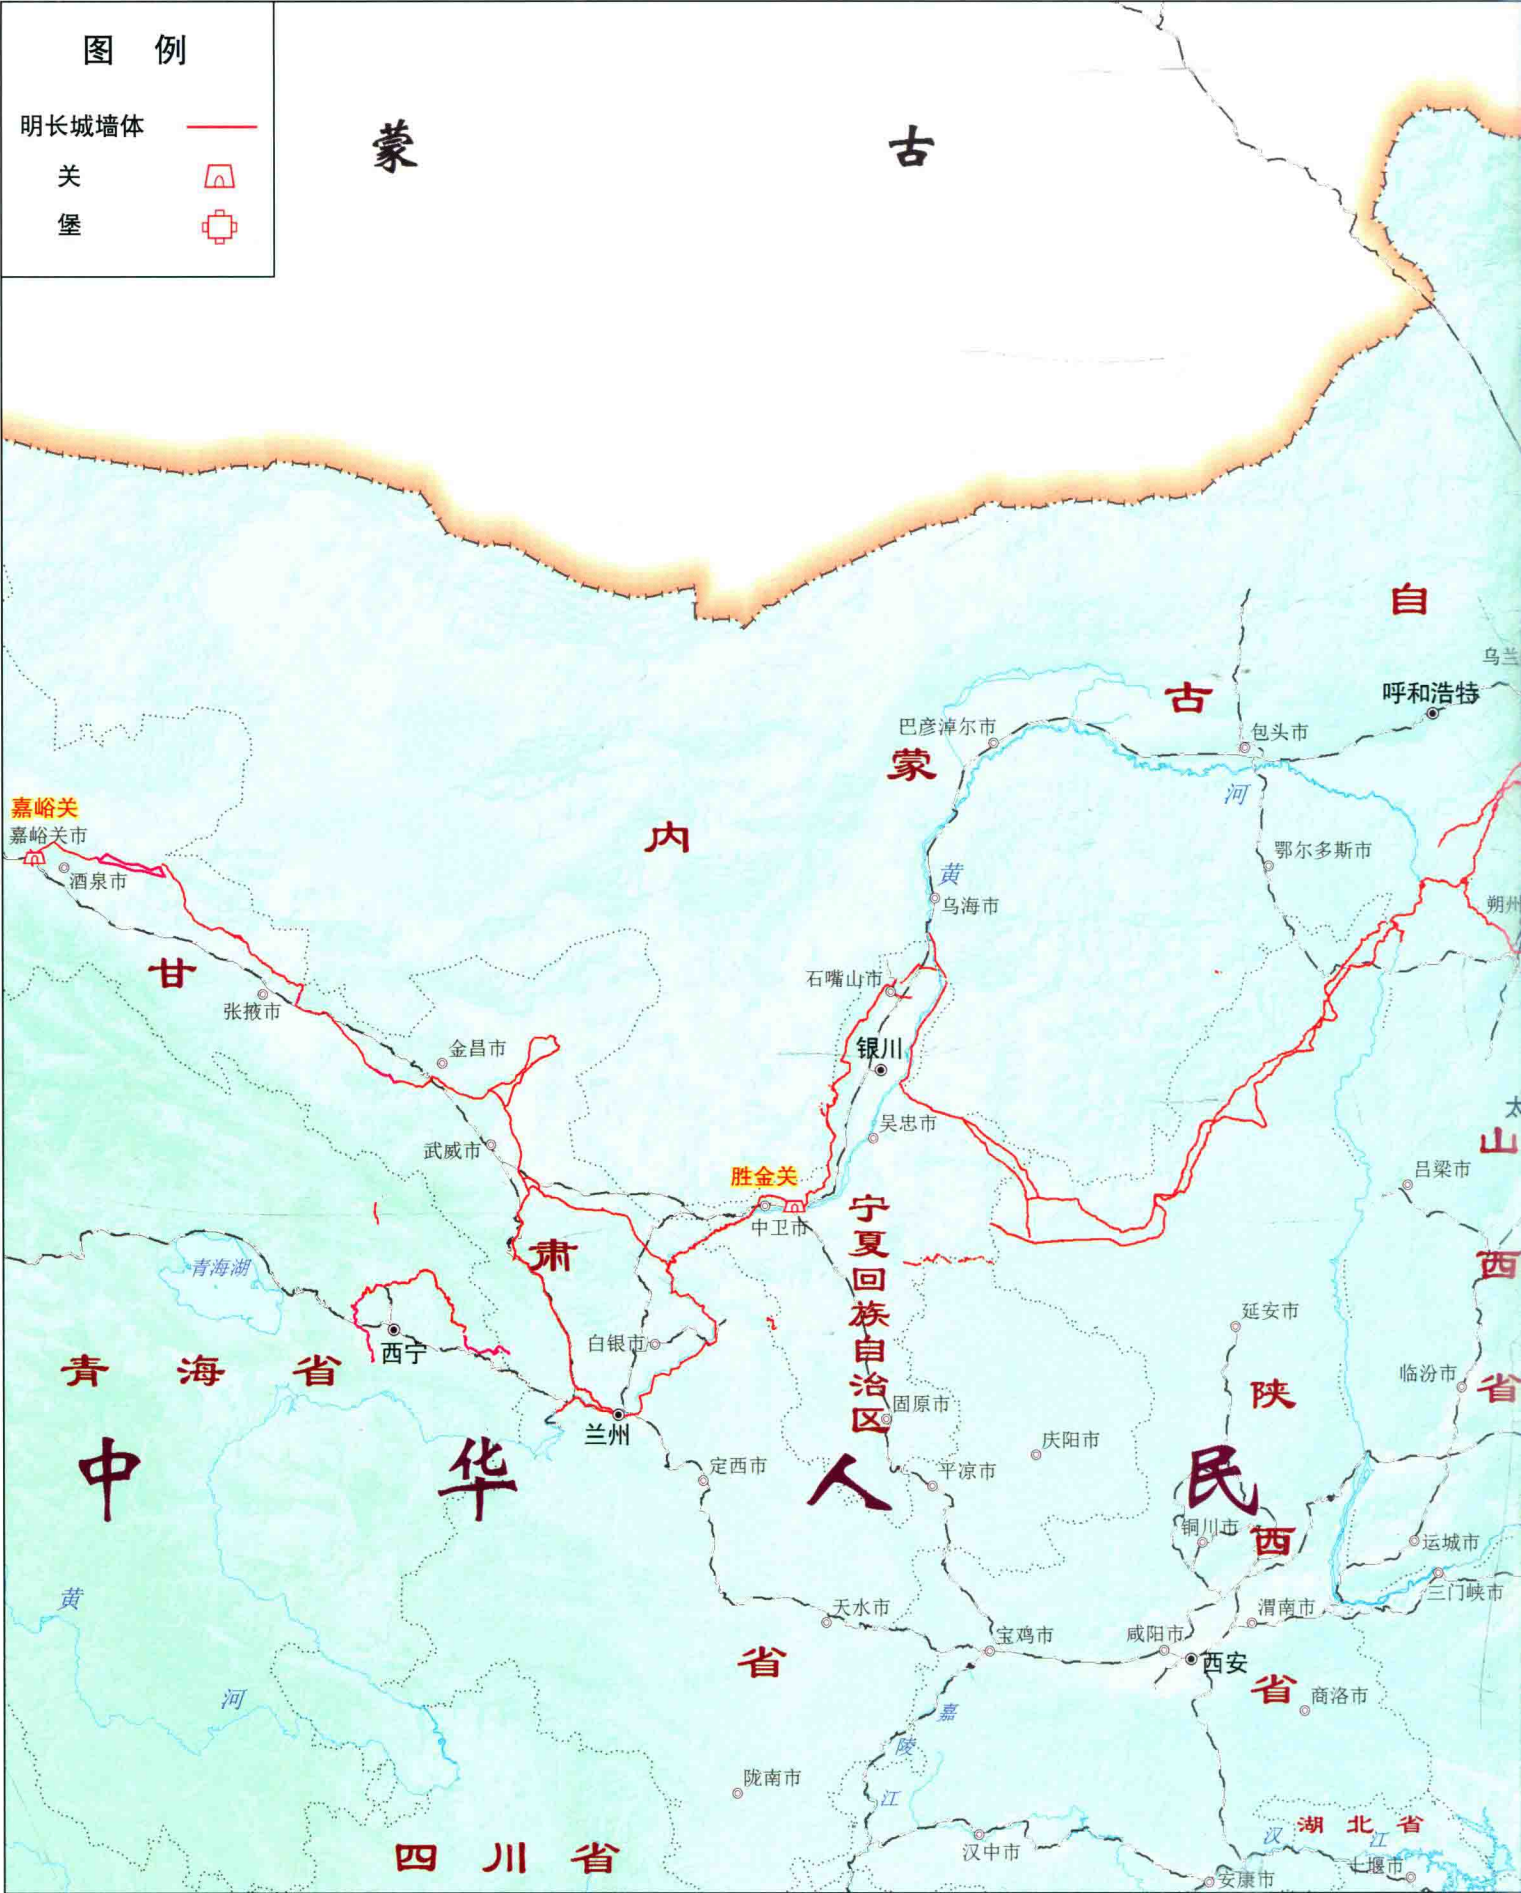 图 例
明长城墙体
关
堡
蒙 古
自
乌兰
呼和浩特
古
包头市
巴彦淖尔市
蒙
河
嘉峪关
嘉峪关市
酒泉市
内
黄
乌海市
鄂尔多斯市
朔州
甘
张掖市
石嘴山市
金昌市
银川
吴忠市
武威市
太
山
吕梁市
胜金关
中卫市
宁夏回族自治区
肃
青海湖
西
西宁
白银市
延安市
临汾市
青 海 省
陕
省
固原市
兰州
庆阳市
中 华 人 民
定西市
平凉市
铜川市
西
运城市
三门峡市
黄
天水市
渭南市
宝鸡市
咸阳市
西安
省
省
商洛市
河
嘉
陵
江
陇南市
湖 北 省
汉 江
四 川 省
汉中市
十堰市
安康市